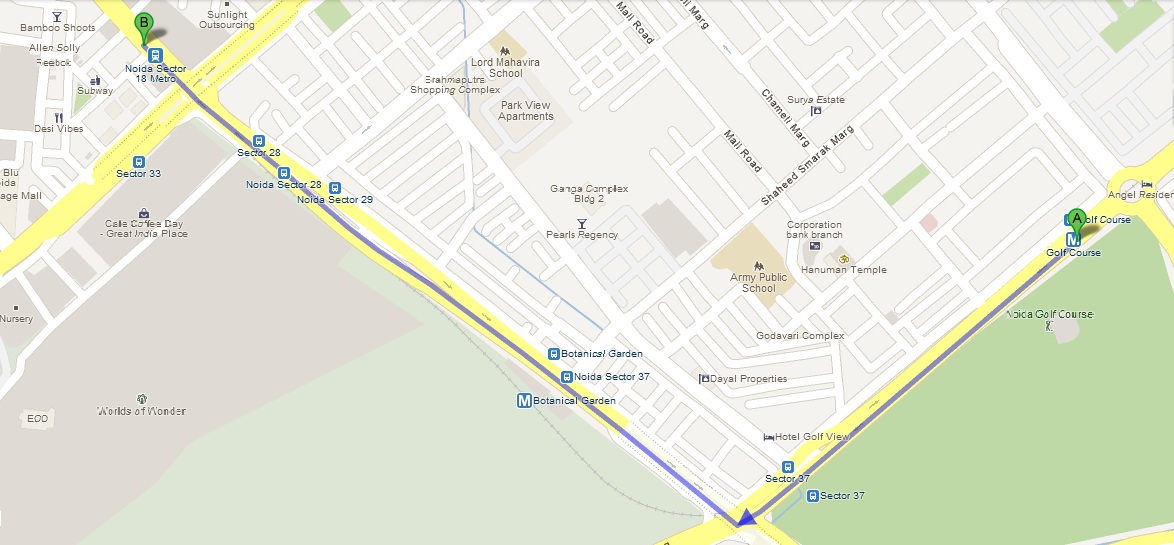 B
Bamboo Shoots
Sunlight
Outsourcing
Allen Solly
Reebok
Noida Sector
18 Metro
Subway
Desi Vibes
Sector 33
Sector 28
Noida Sector 28
Noida Sector 29
Blu
age Mall
Cafe Coffee Day
- Great India Place
Nursery
EOD
Worlds of Wonder
Lord Mahavira
School
Brahmaputra
Shopping Complex
Park View
Apartments
Mall Road
Marg
Surya Estate
Chameli Marg
Mall Road
Shaheed Smarak Marg
Ganga Complex
Bldg 2
Pearls Regency
Corporation
bank branch
Hanuman Temple
Army Public
School
Godavari Complex
Angel Residen
A
Golf Course
M
Golf Course
Noida Golf Course
Botanical Garden
Noida Sector 37
M Botanical Garden
Dayal Properties
Hotel Golf View
Sector 37
Sector 37